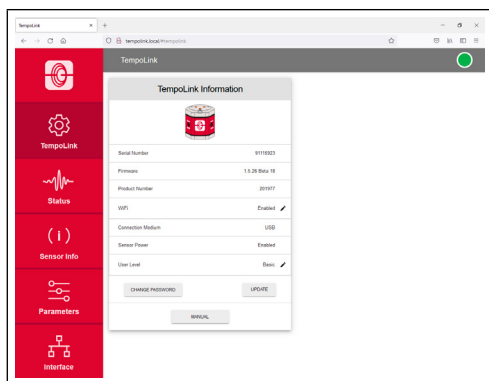 TempoLink
tempolink.local/#tempolink
TempoLink
TempoLink Information
TempoLink
Serial Number 91116923
Firmware 1.5.26 Beta 18
Product Number 201917
WiFi Enabled
Status
Connection Medium USB
Sensor Power Enabled
User Level Basic
Sensor Info
CHANGE PASSWORD UPDATE
MANUAL
Parameters
Interface